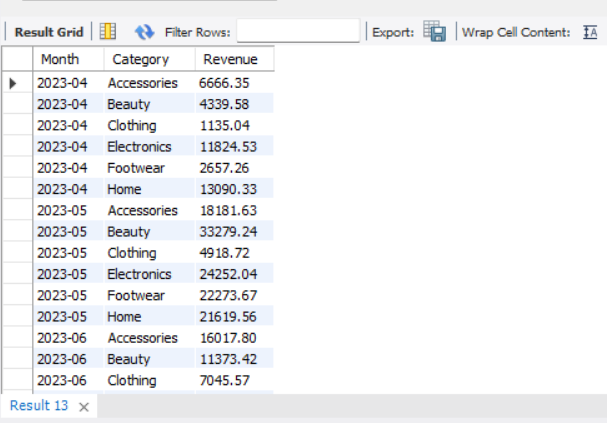 Result Grid Filter Rows: Export: Wrap Cell Content: IA
Month Category Revenue
2023-04 Accessories 6666.35
2023-04 Beauty 4339.58
2023-04 Clothing 1135.04
2023-04 Electronics 11824.53
2023-04 Footwear 2657.26
2023-04 Home 13090.33
2023-05 Accessories 18181.63
2023-05 Beauty 33279.24
2023-05 Clothing 4918.72
2023-05 Electronics 24252.04
2023-05 Footwear 22273.67
2023-05 Home 21619.56
2023-06 Accessories 16017.80
2023-06 Beauty 11373.42
2023-06 Clothing 7045.57
Result 13